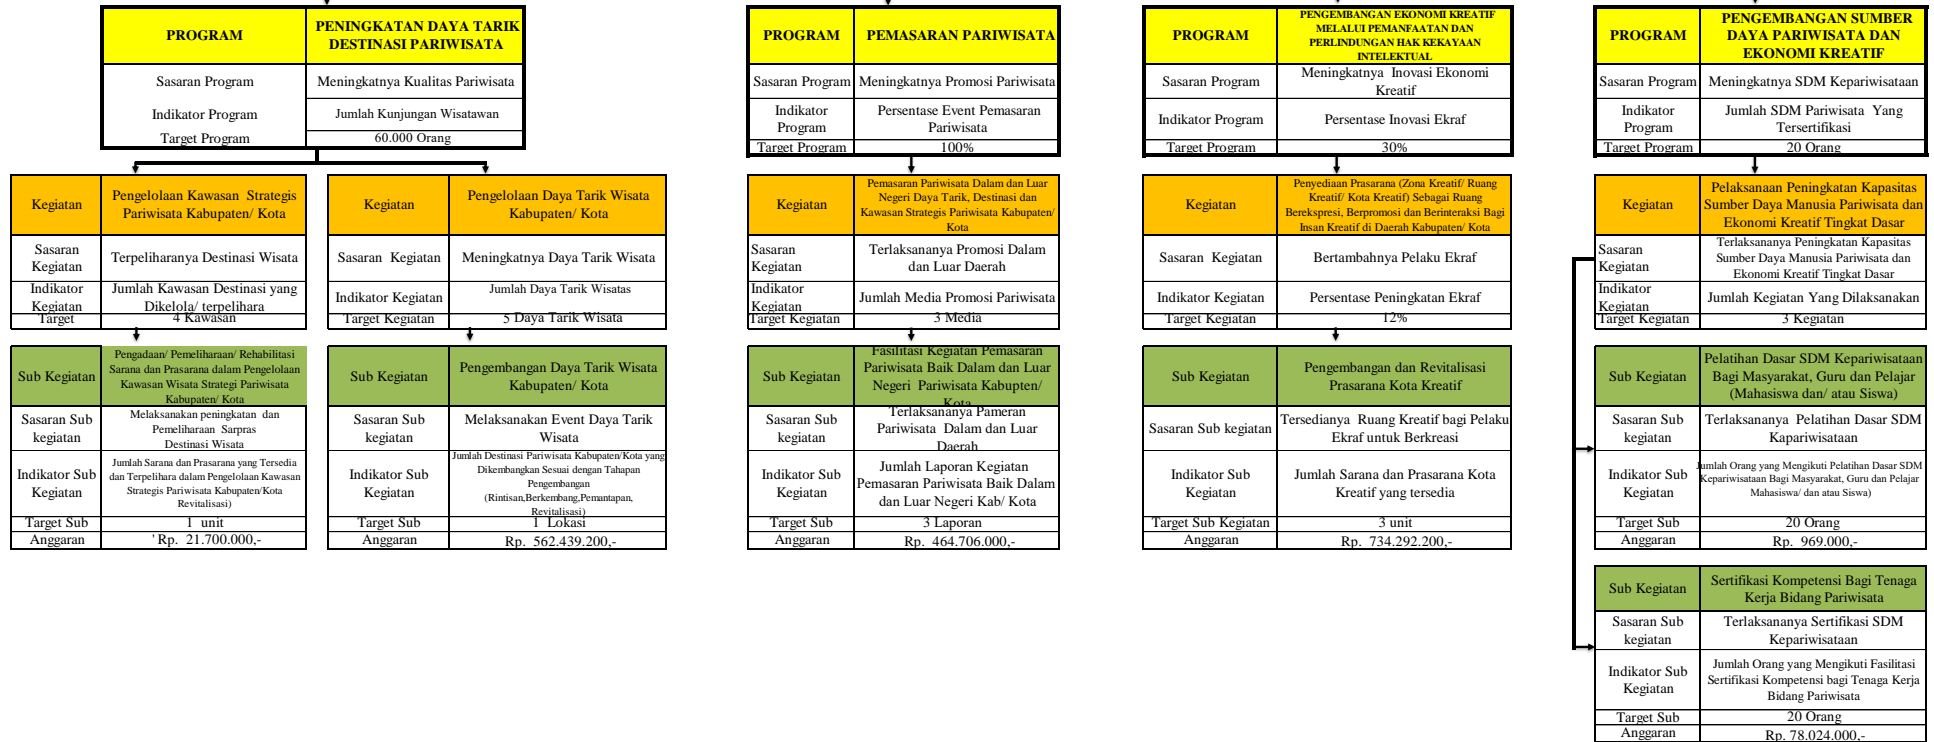 PROGRAM
PENINGKATAN DAYA TARIK
DESTINASI PARIWISATA
Sasaran Program
Meningkatnya Kualitas Pariwisata
Indikator Program
Jumlah Kunjungan Wisatawan
Target Program
60.000 Orang
Kegiatan
Pengelolaan Kawasan Strategis
Pariwisata Kabupaten/ Kota
Sasaran
Kegiatan
Terpeliharanya Destinasi Wisata
Indikator
Kegiatan
Jumlah Kawasan Destinasi yang
Dikelola/ terpelihara
Target
4 Kawasan
Sub Kegiatan
Pengadaan/ Pemeliharaan/ Rehabilitasi
Sarana dan Prasarana dalam Pengelolaan
Kawasan Wisata Strategi Pariwisata
Kabupaten/ Kota
Sasaran Sub
kegiatan
Melaksanakan peningkatan dan
Pemeliharaan Sarpras
Destinasi Wisata
Indikator Sub
Kegiatan
Jumlah Sarana dan Prasarana yang Tersedia
dan Terpelihara dalam Pengelolaan Kawasan
Strategis Pariwisata Kabupaten/Kota
Revitalisasi)
Target Sub
1 unit
Anggaran
' Rp. 21.700.000,-
Kegiatan
Pengelolaan Daya Tarik Wisata
Kabupaten/ Kota
Sasaran Kegiatan
Meningkatnya Daya Tarik Wisata
Indikator Kegiatan
Jumlah Daya Tarik Wisatas
Target Kegiatan
5 Daya Tarik Wisata
Sub Kegiatan
Pengembangan Daya Tarik Wisata
Kabupaten/ Kota
Sasaran Sub
kegiatan
Melaksanakan Event Daya Tarik
Wisata
Indikator Sub
Kegiatan
Jumlah Destinasi Pariwisata Kabupaten/Kota yang
Dikembangkan Sesuai dengan Tahapan
Pengembangan
(Rintisan,Berkembang,Pemantapan,
Revitalisasi)
Target Sub
1 Lokasi
Anggaran
Rp. 562.439.200,-
PROGRAM
PEMASARAN PARIWISATA
Sasaran Program
Meningkatnya Promosi Pariwisata
Indikator
Program
Persentase Event Pemasaran
Pariwisata
Target Program
100%
Kegiatan
Pemasaran Pariwisata Dalam dan Luar
Negeri Daya Tarik, Destinasi dan
Kawasan Strategis Pariwisata Kabupaten/
Kota
Sasaran
Kegiatan
Terlaksananya Promosi Dalam
dan Luar Daerah
Indikator
Kegiatan
Jumlah Media Promosi Pariwisata
Target Kegiatan
3 Media
Sub Kegiatan
Fasilitasi Kegiatan Pemasaran
Pariwisata Baik Dalam dan Luar
Negeri Pariwisata Kabupten/
Kota
Sasaran Sub
kegiatan
Terlaksananya Pameran
Pariwisata Dalam dan Luar
Daerah
Indikator Sub
Kegiatan
Jumlah Laporan Kegiatan
Pemasaran Pariwisata Baik Dalam
dan Luar Negeri Kab/ Kota
Target Sub
3 Laporan
Anggaran
Rp. 464.706.000,-
PROGRAM
PENGEMBANGAN EKONOMI KREATIF
MELALUI PEMANFAATAN DAN
PERLINDUNGAN HAK KEKAYAAN
INTELEKTUAL
Sasaran Program
Meningkatnya Inovasi Ekonomi
Kreatif
Indikator Program
Persentase Inovasi Ekraf
Target Program
30%
Kegiatan
Penyediaan Prasarana (Zona Kreatif/ Ruang
Kreatif/ Kota Kreatif) Sebagai Ruang
Berekspresi, Berpromosi dan Berinteraksi Bagi
Insan Kreatif di Daerah Kabupaten/ Kota
Sasaran Kegiatan
Bertambahnya Pelaku Ekraf
Indikator Kegiatan
Persentase Peningkatan Ekraf
Target Kegiatan
12%
Sub Kegiatan
Pengembangan dan Revitalisasi
Prasarana Kota Kreatif
Sasaran Sub kegiatan
Tersedianya Ruang Kreatif bagi Pelaku
Ekraf untuk Berkreasi
Indikator Sub
Kegiatan
Jumlah Sarana dan Prasarana Kota
Kreatif yang tersedia
Target Sub Kegiatan
3 unit
Anggaran
Rp. 734.292.200,-
PROGRAM
PENGEMBANGAN SUMBER
DAYA PARIWISATA DAN
EKONOMI KREATIF
Sasaran Program
Meningkatnya SDM Kepariwisataan
Indikator
Program
Jumlah SDM Pariwisata Yang
Tersertifikasi
Target Program
20 Orang
Kegiatan
Pelaksanaan Peningkatan Kapasitas
Sumber Daya Manusia Pariwisata dan
Ekonomi Kreatif Tingkat Dasar
Sasaran
Kegiatan
Terlaksananya Peningkatan Kapasitas
Sumber Daya Manusia Pariwisata dan
Ekonomi Kreatif Tingkat Dasar
Indikator
Kegiatan
Jumlah Kegiatan Yang Dilaksanakan
Target Kegiatan
3 Kegiatan
Sub Kegiatan
Pelatihan Dasar SDM Kepariwisataan
Bagi Masyarakat, Guru dan Pelajar
(Mahasiswa dan/ atau Siswa)
Sasaran Sub
kegiatan
Terlaksananya Pelatihan Dasar SDM
Kapariwisataan
Indikator Sub
Kegiatan
Jumlah Orang yang Mengikuti Pelatihan Dasar SDM
Kepariwisataan Bagi Masyarakat, Guru dan Pelajar
Mahasiswa/ dan atau Siswa)
Target Sub
20 Orang
Anggaran
Rp. 969.000,-
Sub Kegiatan
Sertifikasi Kompetensi Bagi Tenaga
Kerja Bidang Pariwisata
Sasaran Sub
kegiatan
Terlaksananya Sertifikasi SDM
Kepariwisataan
Indikator Sub
Kegiatan
Jumlah Orang yang Mengikuti Fasilitasi
Sertifikasi Kompetensi bagi Tenaga Kerja
Bidang Pariwisata
Target Sub
20 Orang
Anggaran
Rp. 78.024.000,-